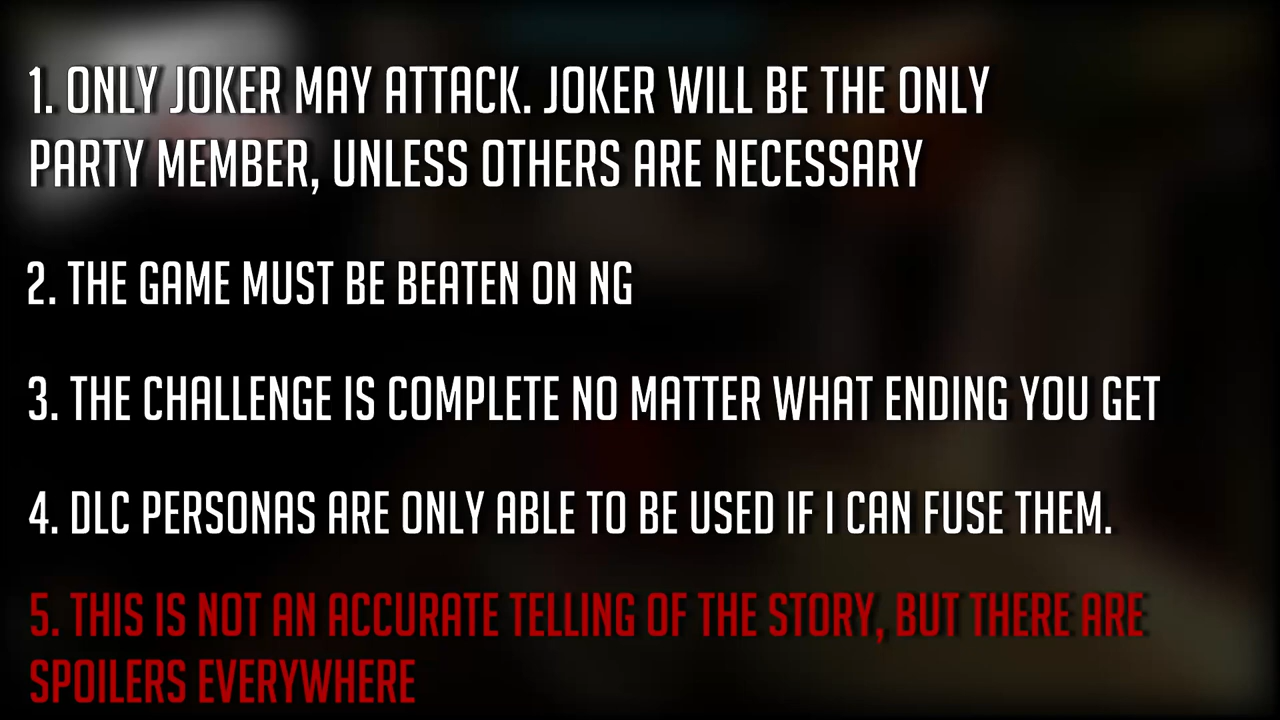 1. ONLY JOKER MAY ATTACK. JOKER WILL BE THE ONLY
PARTY MEMBER, UNLESS OTHERS ARE NECESSARY
2. THE GAME MUST BE BEATEN ON NG
3. THE CHALLENGE IS COMPLETE NO MATTER WHAT ENDING YOU GET
4. DLC PERSONAS ARE ONLY ABLE TO BE USED IF I CAN FUSE THEM.
5. THIS IS NOT AN ACCURATE TELLING OF THE STORY, BUT THERE ARE
SPOILERS EVERYWHERE